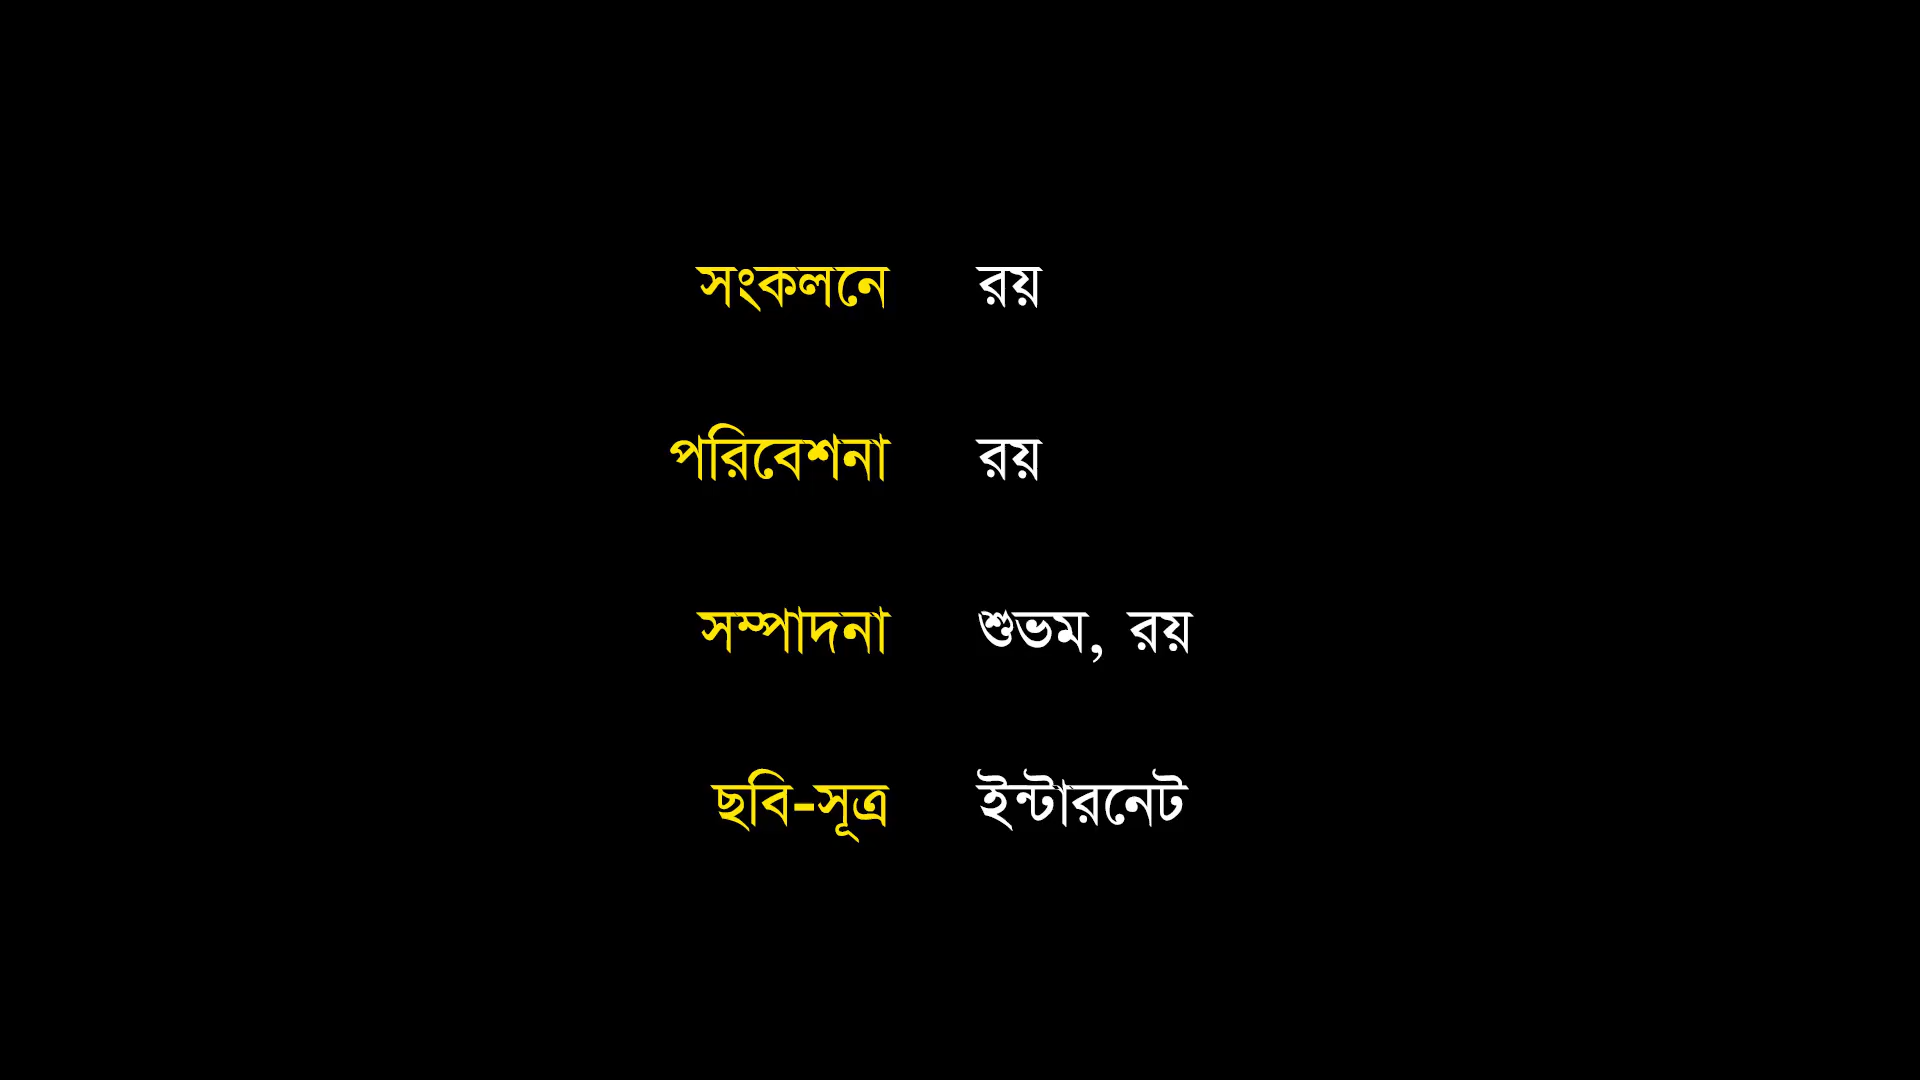 সংকলনে রয়
পরিবেশনা রয়
সম্পাদনা শুভম, রয়
ছবি-সূত্র ইন্টারনেট